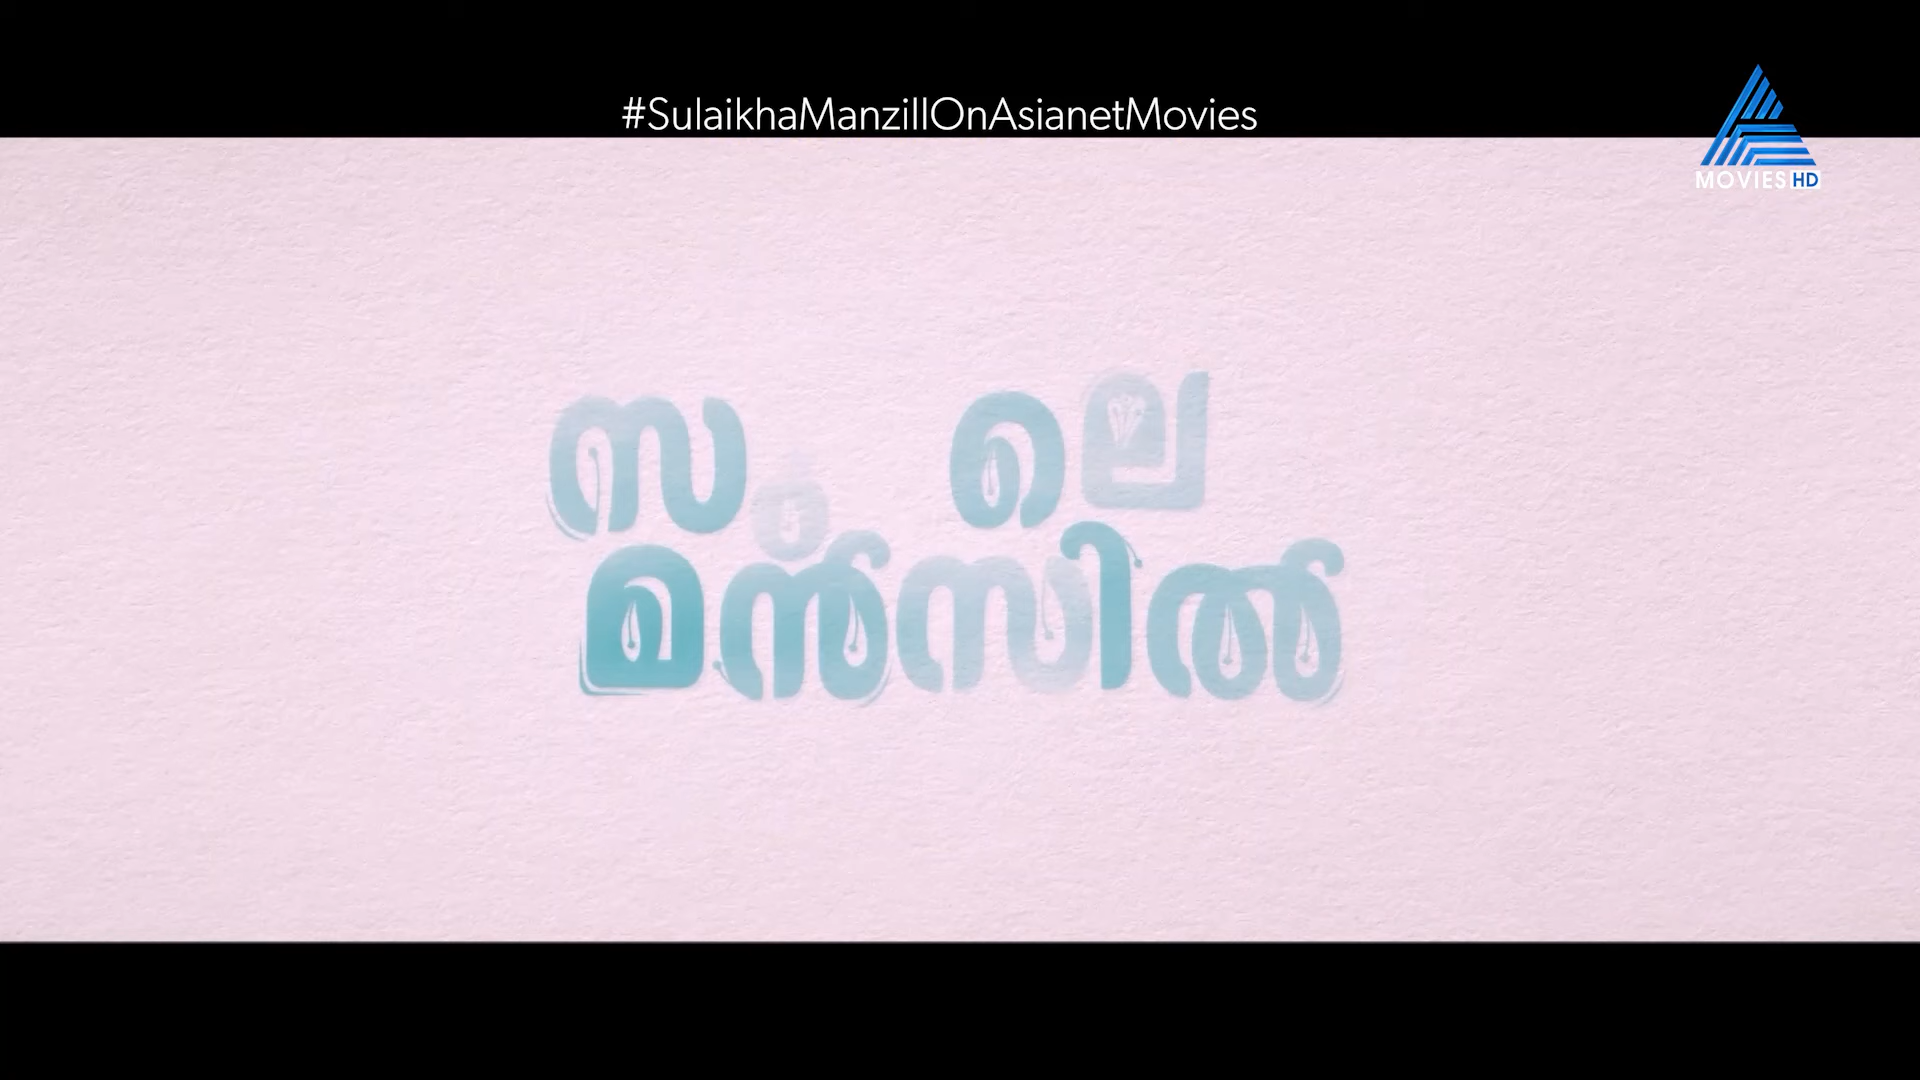 #SulaikhaManzillOnAsianetMovies
MOVIES HD
സു ലെ
മൻസിൽ